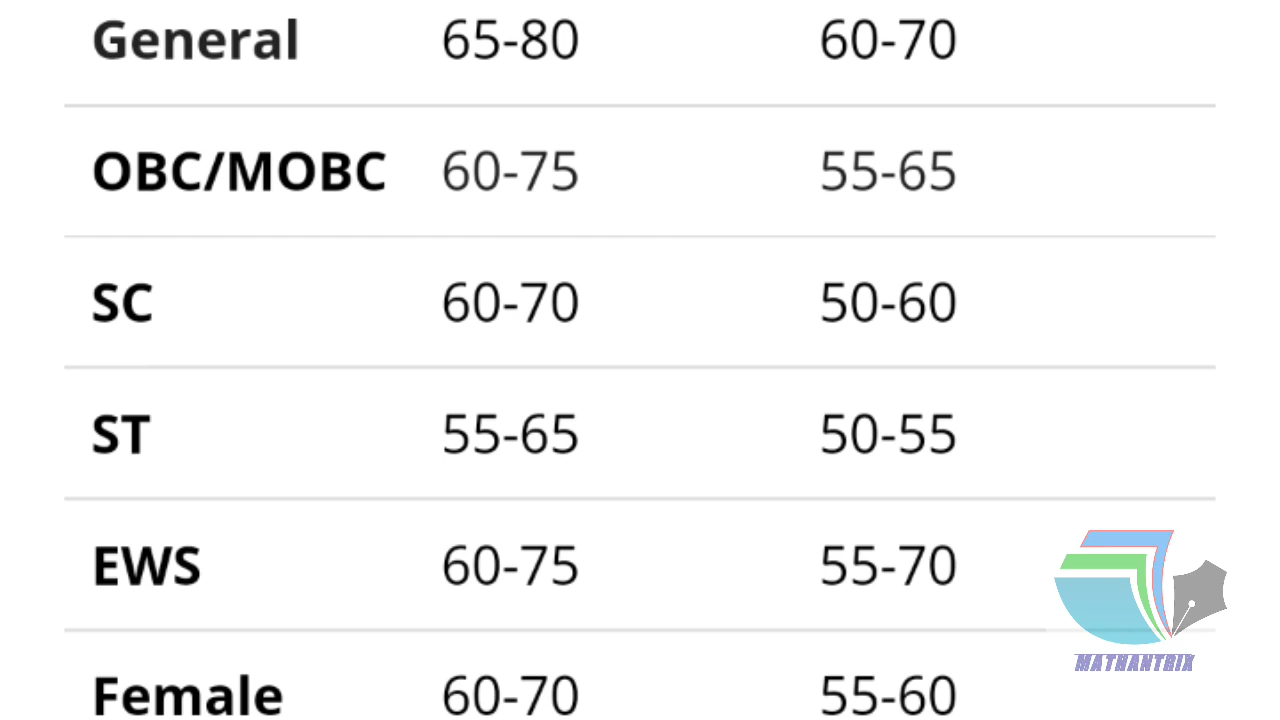 General 65-80 60-70
OBC/MOBC 60-75 55-65
SC 60-70 50-60
ST 55-65 50-55
EWS 60-75 55-70
MATHANTRIX
Female 60-70 55-60